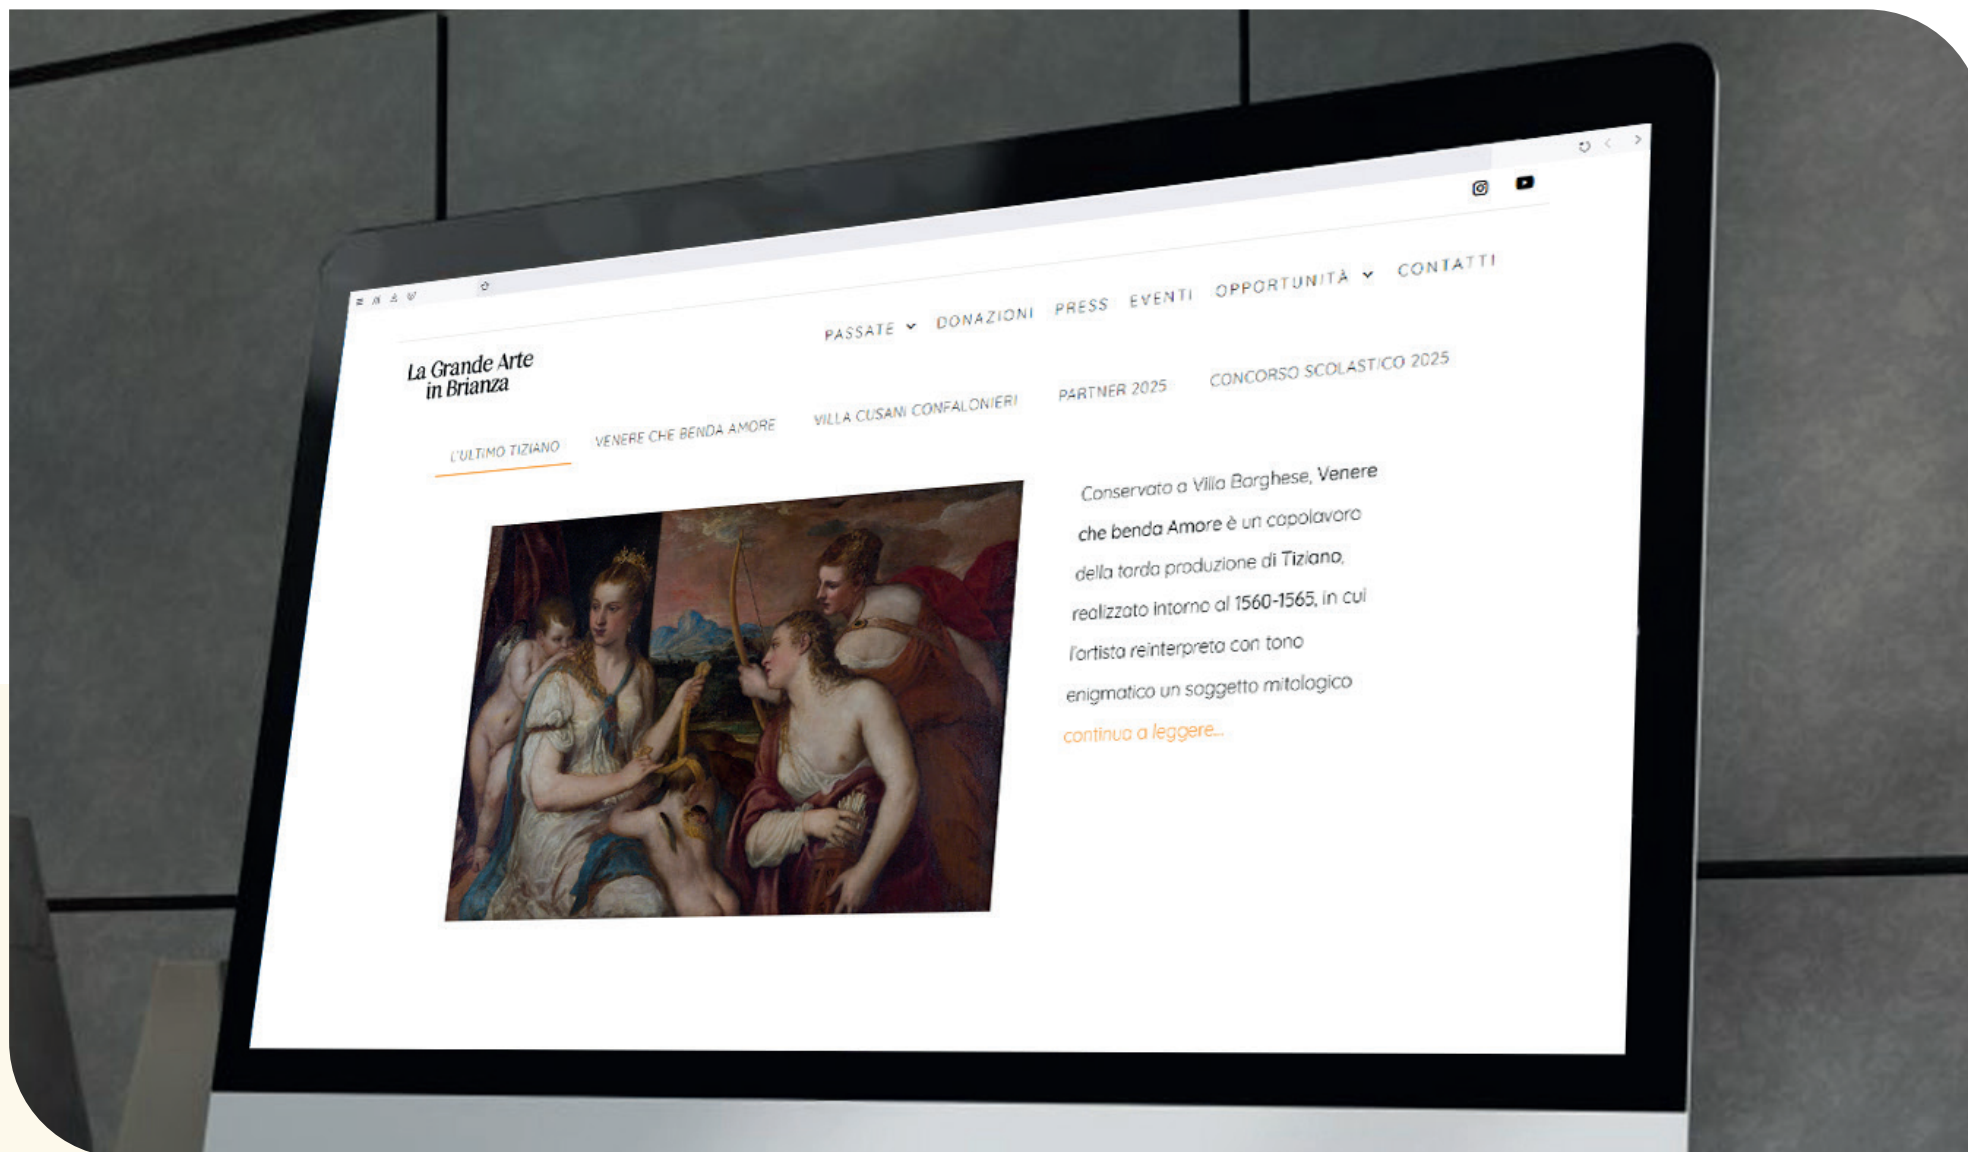 La Grande Arte
in Brianza
PASSATE DONAZIONI PRESS EVENTI OPPORTUNITÀ CONTATTI
L'ULTIMO TIZIANO VENERE CHE BENDA AMORE VILLA CUSANI CONFALONIERI PARTNER 2025 CONCORSO SCOLASTICO 2025
Conservato a Villa Borghese, Venere
che benda Amore è un capolavoro
della tarda produzione di Tiziano,
realizzato intorno al 1560-1565, in cui
l'artista reinterpreta con tono
enigmatico un soggetto mitologico
continua a leggere...